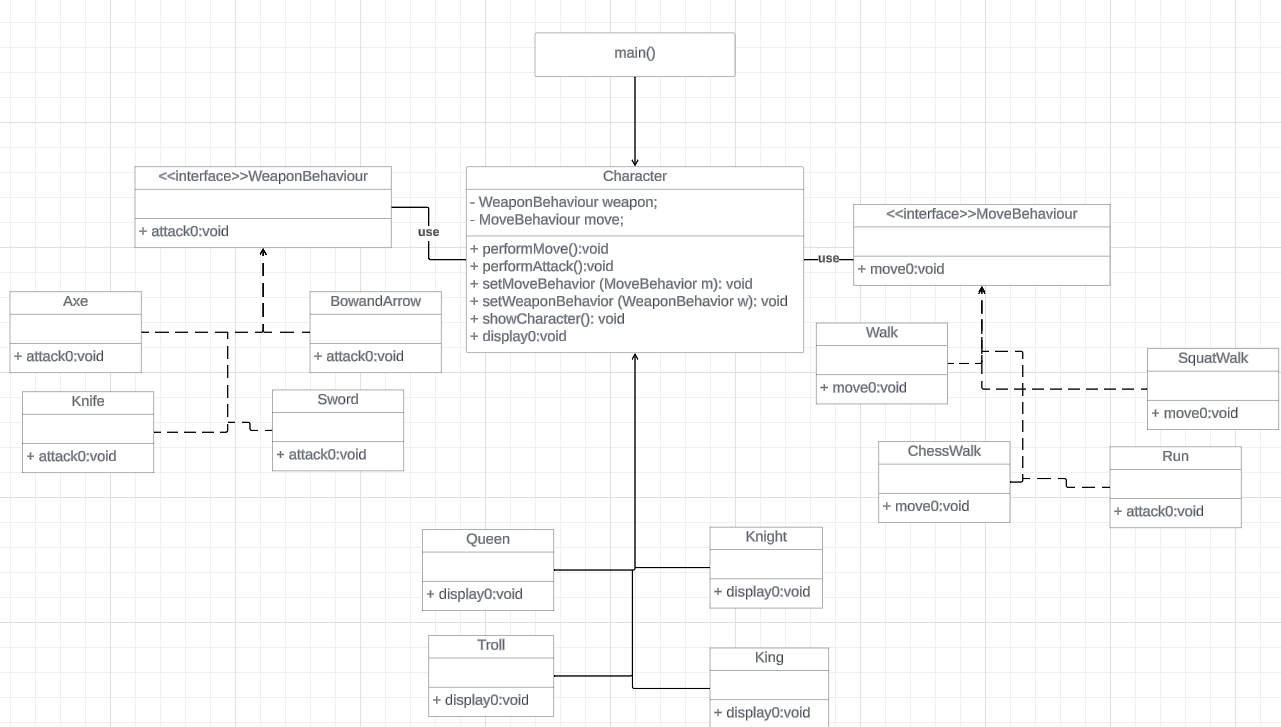 main()
<<interface>>WeaponBehaviour
+ attack0:void
use
Character
- WeaponBehaviour weapon;
- MoveBehaviour move;
+ performMove():void
+ performAttack():void
+ setMoveBehavior (MoveBehavior m): void
+ setWeaponBehavior (WeaponBehavior w): void
+ showCharacter(): void
+ display0:void
use
<<interface>>MoveBehaviour
+ move0:void
Axe
+ attack0:void
BowandArrow
+ attack0:void
Knife
+ attack0:void
Sword
+ attack0:void
Walk
+ move0:void
SquatWalk
+ move0:void
ChessWalk
+ move0:void
Run
+ attack0:void
Queen
+ display0:void
Knight
+ display0:void
Troll
+ display0:void
King
+ display0:void